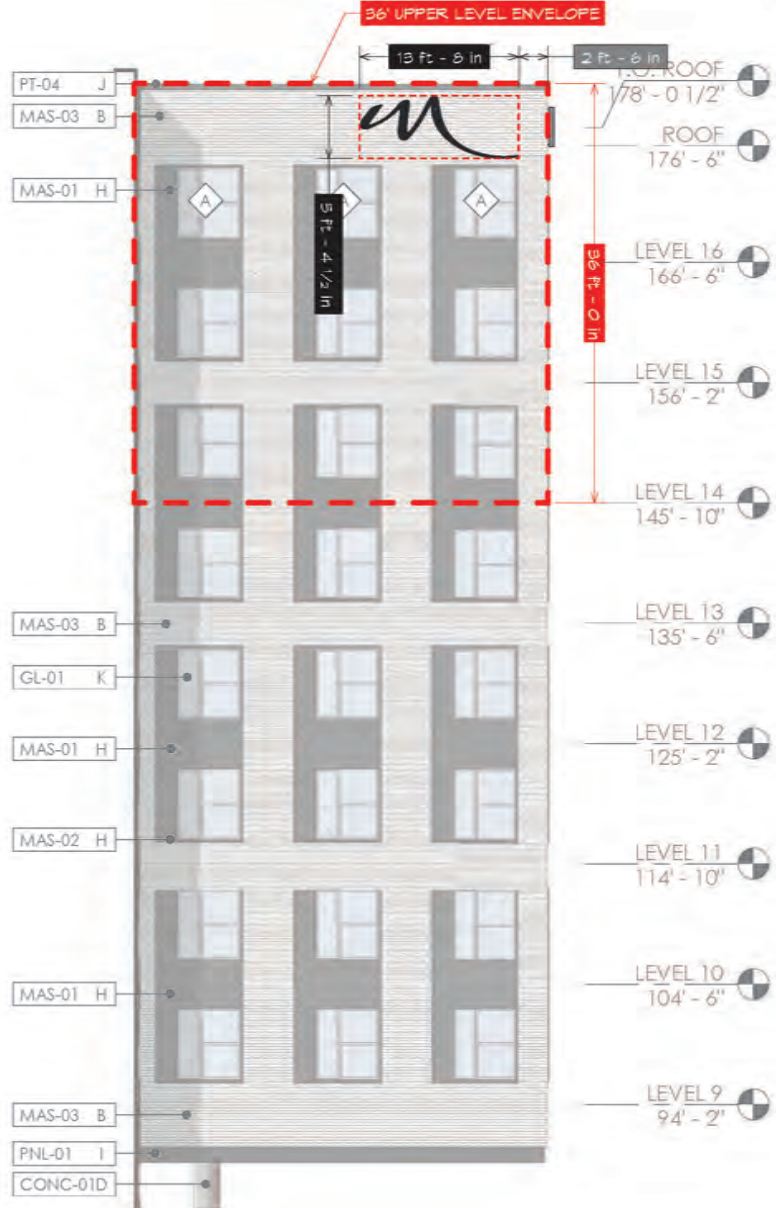 36' UPPER LEVEL ENVELOPE
13 ft - 8 in
2 ft - 6 in
PT-04 J
T.O. ROOF
178' - 0 1/2"
MAS-03 B
ROOF
176' - 6"
MAS-01 H
A
A
A
5 ft - 4 1/2 in
36 ft - 0 in
LEVEL 16
166' - 6"
LEVEL 15
156' - 2"
LEVEL 14
145' - 10"
MAS-03 B
LEVEL 13
135' - 6"
GL-01 K
MAS-01 H
LEVEL 12
125' - 2"
MAS-02 H
LEVEL 11
114' - 10"
MAS-01 H
LEVEL 10
104' - 6"
MAS-03 B
LEVEL 9
94' - 2"
PNL-01 I
CONC-01D